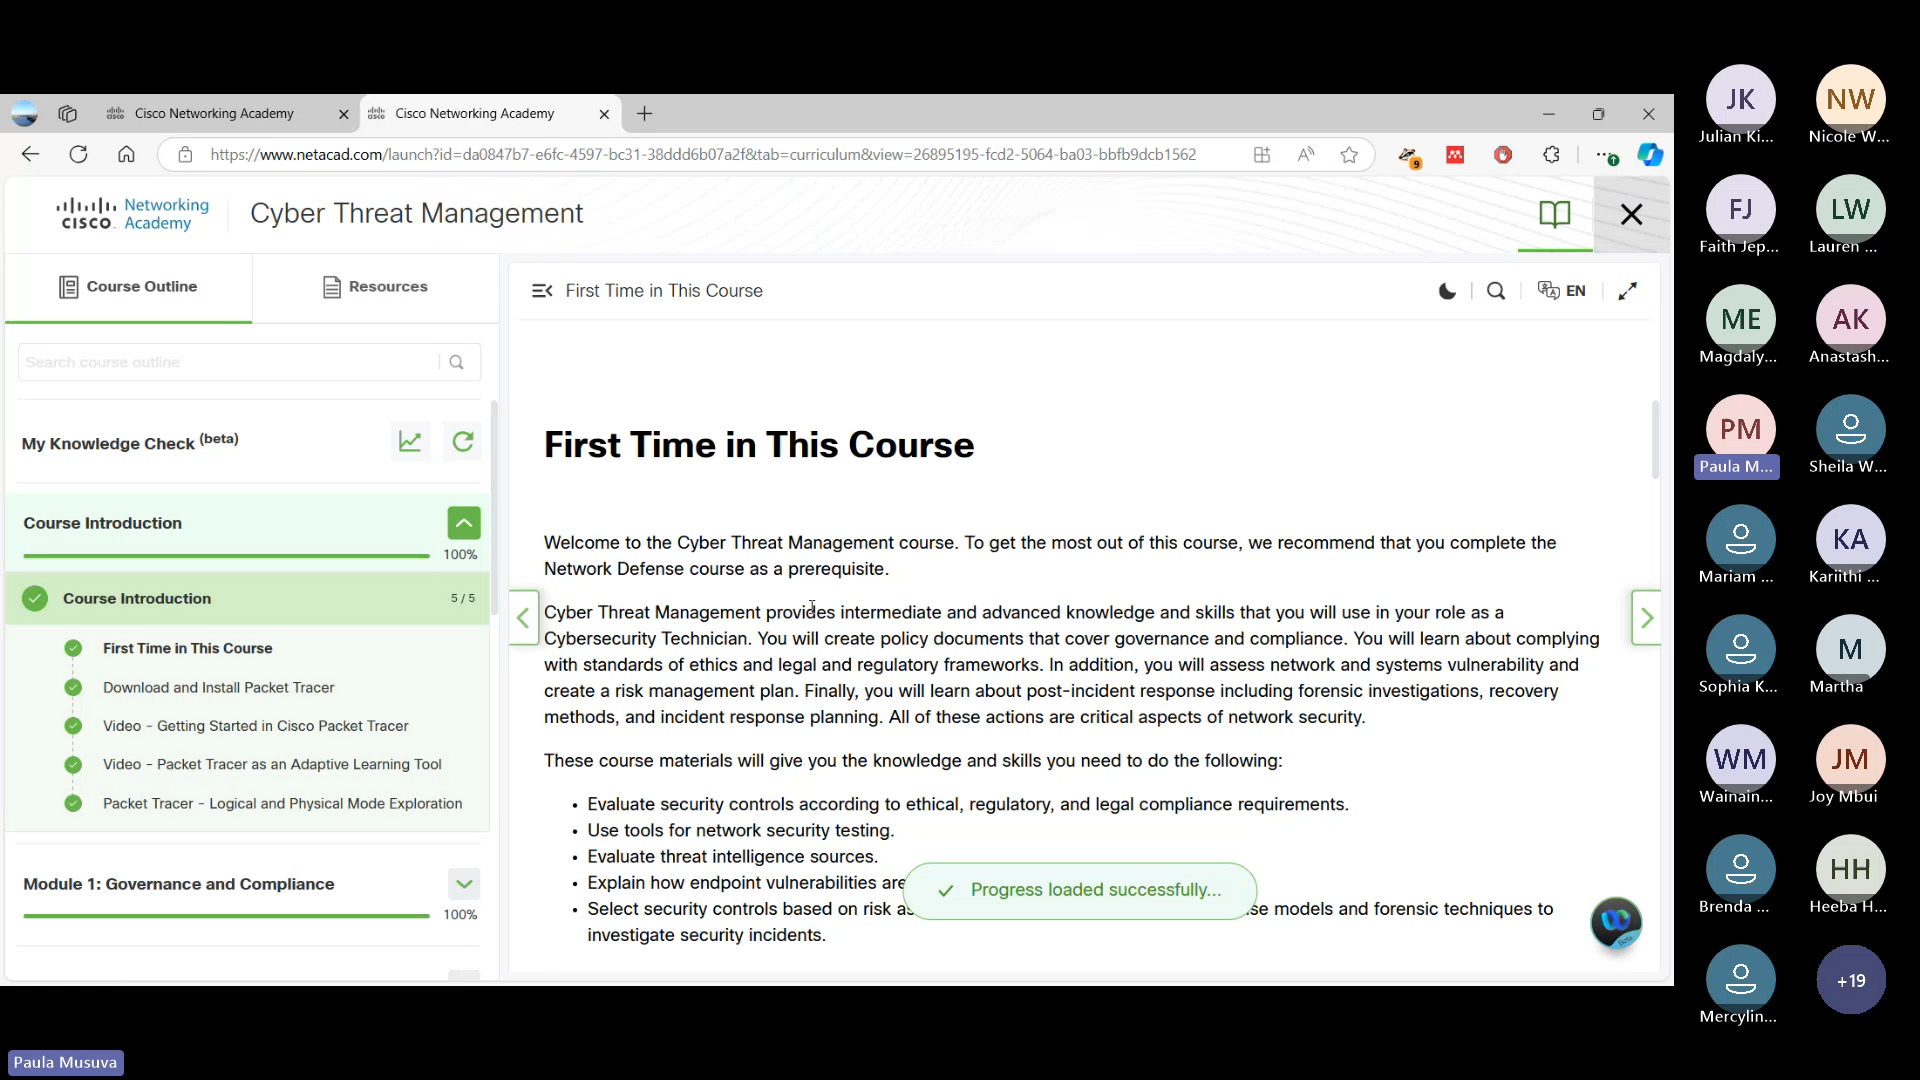 Cisco Networking Academy
Cisco Networking Academy
https://www.netacad.com/launch?id=da0847b7-e6fc-4597-bc31-38ddd6b07a2f&tab=curriculum&view=26895195-fcd2-5064-ba03-bbfb9dcb1562
9
CISCO Networking Academy
Cyber Threat Management
Course Outline
Resources
Search course outline
My Knowledge Check (beta)
Course Introduction
100%
Course Introduction
5 / 5
First Time in This Course
Download and Install Packet Tracer
Video - Getting Started in Cisco Packet Tracer
Video - Packet Tracer as an Adaptive Learning Tool
Packet Tracer - Logical and Physical Mode Exploration
Module 1: Governance and Compliance
100%
First Time in This Course
EN
First Time in This Course
Welcome to the Cyber Threat Management course. To get the most out of this course, we recommend that you complete the
Network Defense course as a prerequisite.
Cyber Threat Management provides intermediate and advanced knowledge and skills that you will use in your role as a
Cybersecurity Technician. You will create policy documents that cover governance and compliance. You will learn about complying
with standards of ethics and legal and regulatory frameworks. In addition, you will assess network and systems vulnerability and
create a risk management plan. Finally, you will learn about post-incident response including forensic investigations, recovery
methods, and incident response planning. All of these actions are critical aspects of network security.
These course materials will give you the knowledge and skills you need to do the following:
• Evaluate security controls according to ethical, regulatory, and legal compliance requirements.
• Use tools for network security testing.
• Evaluate threat intelligence sources.
• Explain how endpoint vulnerabilities are
✓ Progress loaded successfully...
• Select security controls based on risk as se models and forensic techniques to
investigate security incidents.
Beta
JK
Julian Ki...
NW
Nicole W...
FJ
Faith Jep...
LW
Lauren ...
ME
Magdaly...
AK
Anastash...
PM
Paula M...
Sheila W...
Mariam ...
KA
Kariithi ...
Sophia K...
M
Martha
WM
Wainain...
JM
Joy Mbui
Brenda ...
HH
Heeba H...
Mercylin...
+19
Paula Musuva